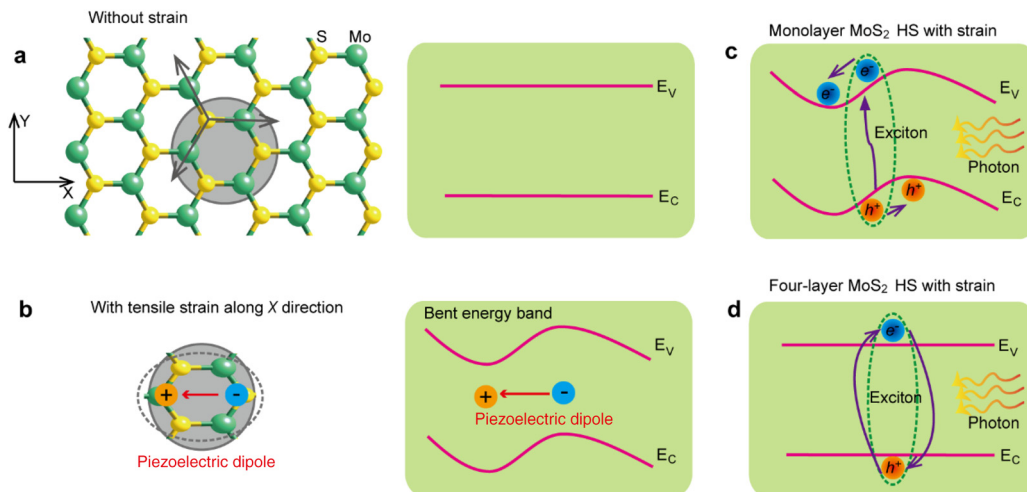 Without strain
a
S Mo
Y
X
E_V
E_C
b
With tensile strain along X direction
+ -
Piezoelectric dipole
Bent energy band
E_V
+ -
Piezoelectric dipole
E_C
c
Monolayer MoS₂ HS with strain
e⁻
e⁻
E_V
Exciton
Photon
h⁺
h⁺
E_C
Four-layer MoS₂ HS with strain
d
e⁻
E_V
Exciton
Photon
h⁺
E_C